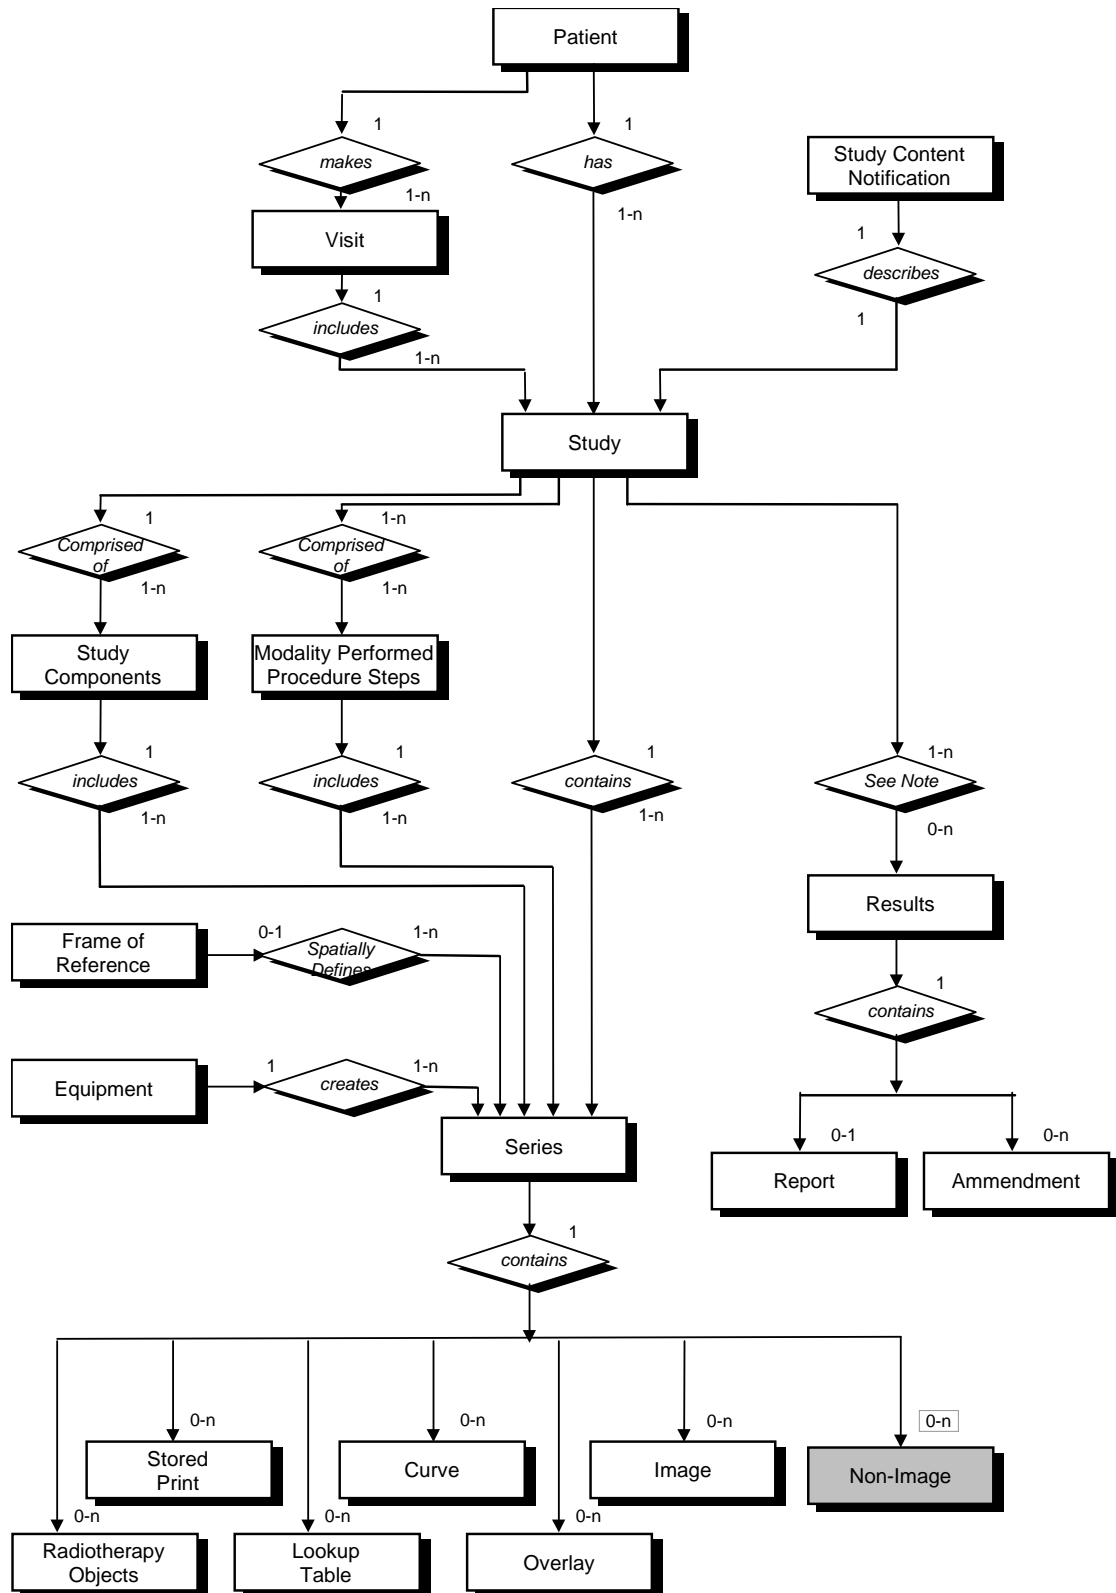 Patient
1
1
makes
has
Study Content
Notification
1-n
1-n
Visit
1
describes
1
1
includes
1-n
Study
1
1-n
Comprised
of
Comprised
of
1-n
1-n
Study
Components
Modality Performed
Procedure Steps
1
1
1
1-n
includes
includes
contains
See Note
1-n
1-n
1-n
0-n
Results
Frame of
Reference
0-1
Spatially
Defines
1-n
1
contains
Equipment
1
creates
1-n
Series
0-1
0-n
Report
Ammendment
1
contains
0-n
0-n
0-n
0-n
Stored
Print
Curve
Image
Non-Image
0-n
0-n
0-n
Radiotherapy
Objects
Lookup
Table
Overlay